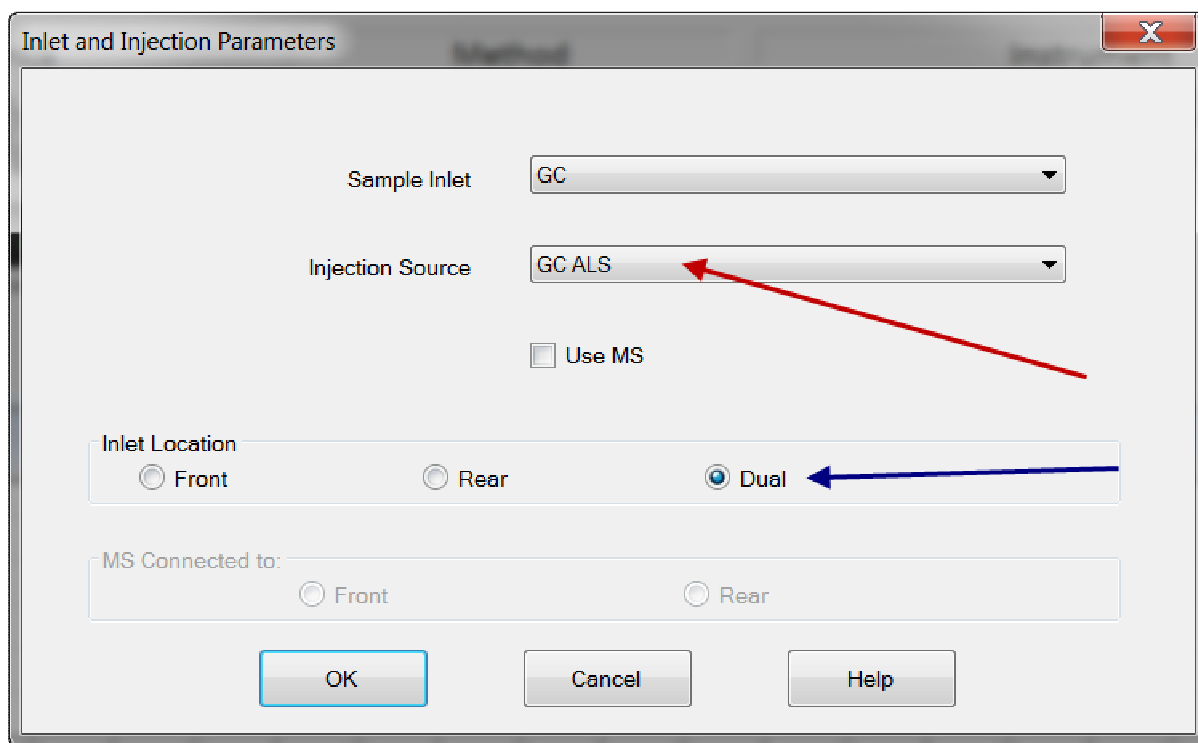 Inlet and Injection Parameters
Method
Sample Inlet GC
Injection Source GC ALS
Use MS
Inlet Location
Front Rear Dual
MS Connected to:
Front Rear
OK Cancel Help